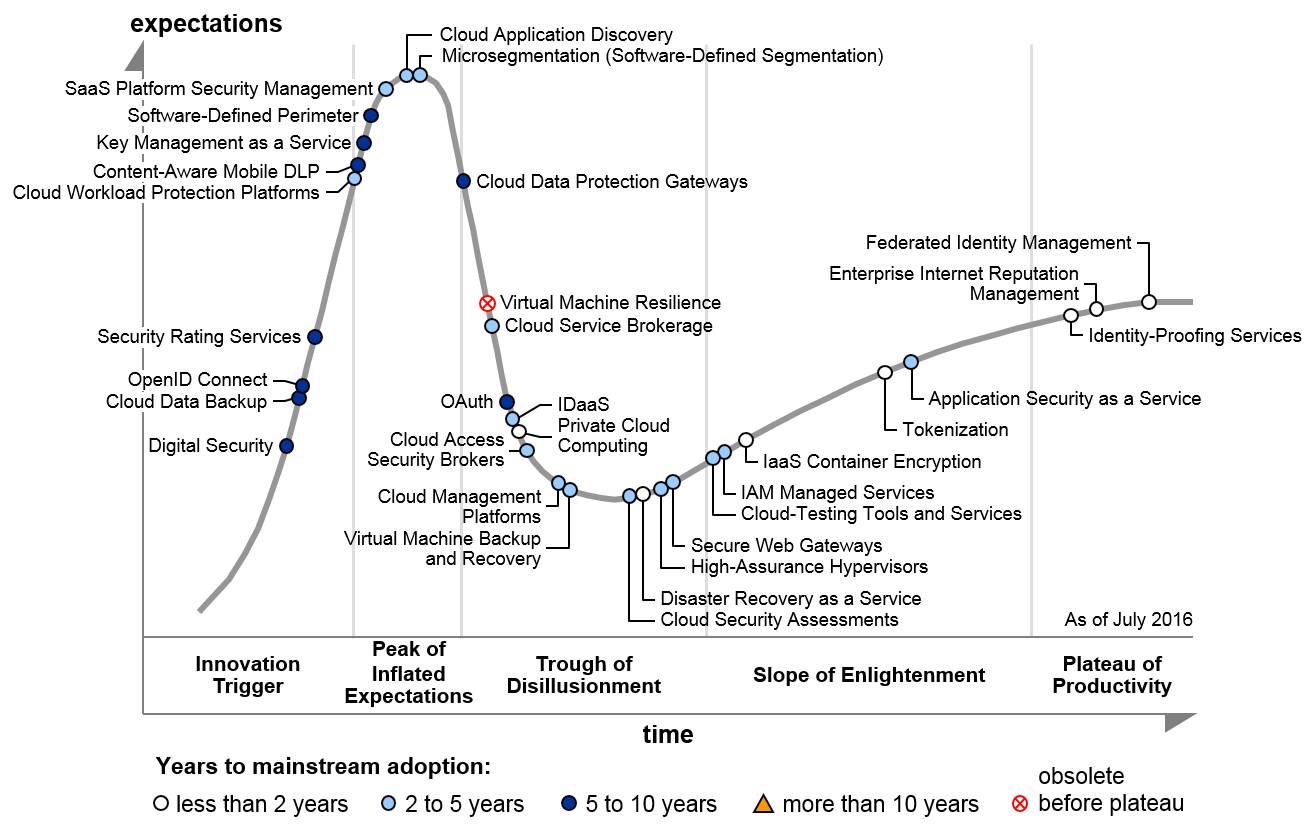 expectations
Cloud Application Discovery
Microsegmentation (Software-Defined Segmentation)
SaaS Platform Security Management
Software-Defined Perimeter
Key Management as a Service
Content-Aware Mobile DLP
Cloud Workload Protection Platforms
Cloud Data Protection Gateways
Federated Identity Management
Enterprise Internet Reputation
Management
Virtual Machine Resilience
Cloud Service Brokerage
Security Rating Services
Identity-Proofing Services
OpenID Connect
Cloud Data Backup
Digital Security
OAuth
IDaaS
Private Cloud
Computing
Cloud Access
Security Brokers
Application Security as a Service
Tokenization
IaaS Container Encryption
IAM Managed Services
Cloud-Testing Tools and Services
Cloud Management
Platforms
Virtual Machine Backup
and Recovery
Secure Web Gateways
High-Assurance Hypervisors
Disaster Recovery as a Service
Cloud Security Assessments
As of July 2016
Innovation
Trigger
Peak of
Inflated
Expectations
Trough of
Disillusionment
Slope of Enlightenment
Plateau of
Productivity
time
Years to mainstream adoption:
less than 2 years
2 to 5 years
5 to 10 years
more than 10 years
obsolete
before plateau